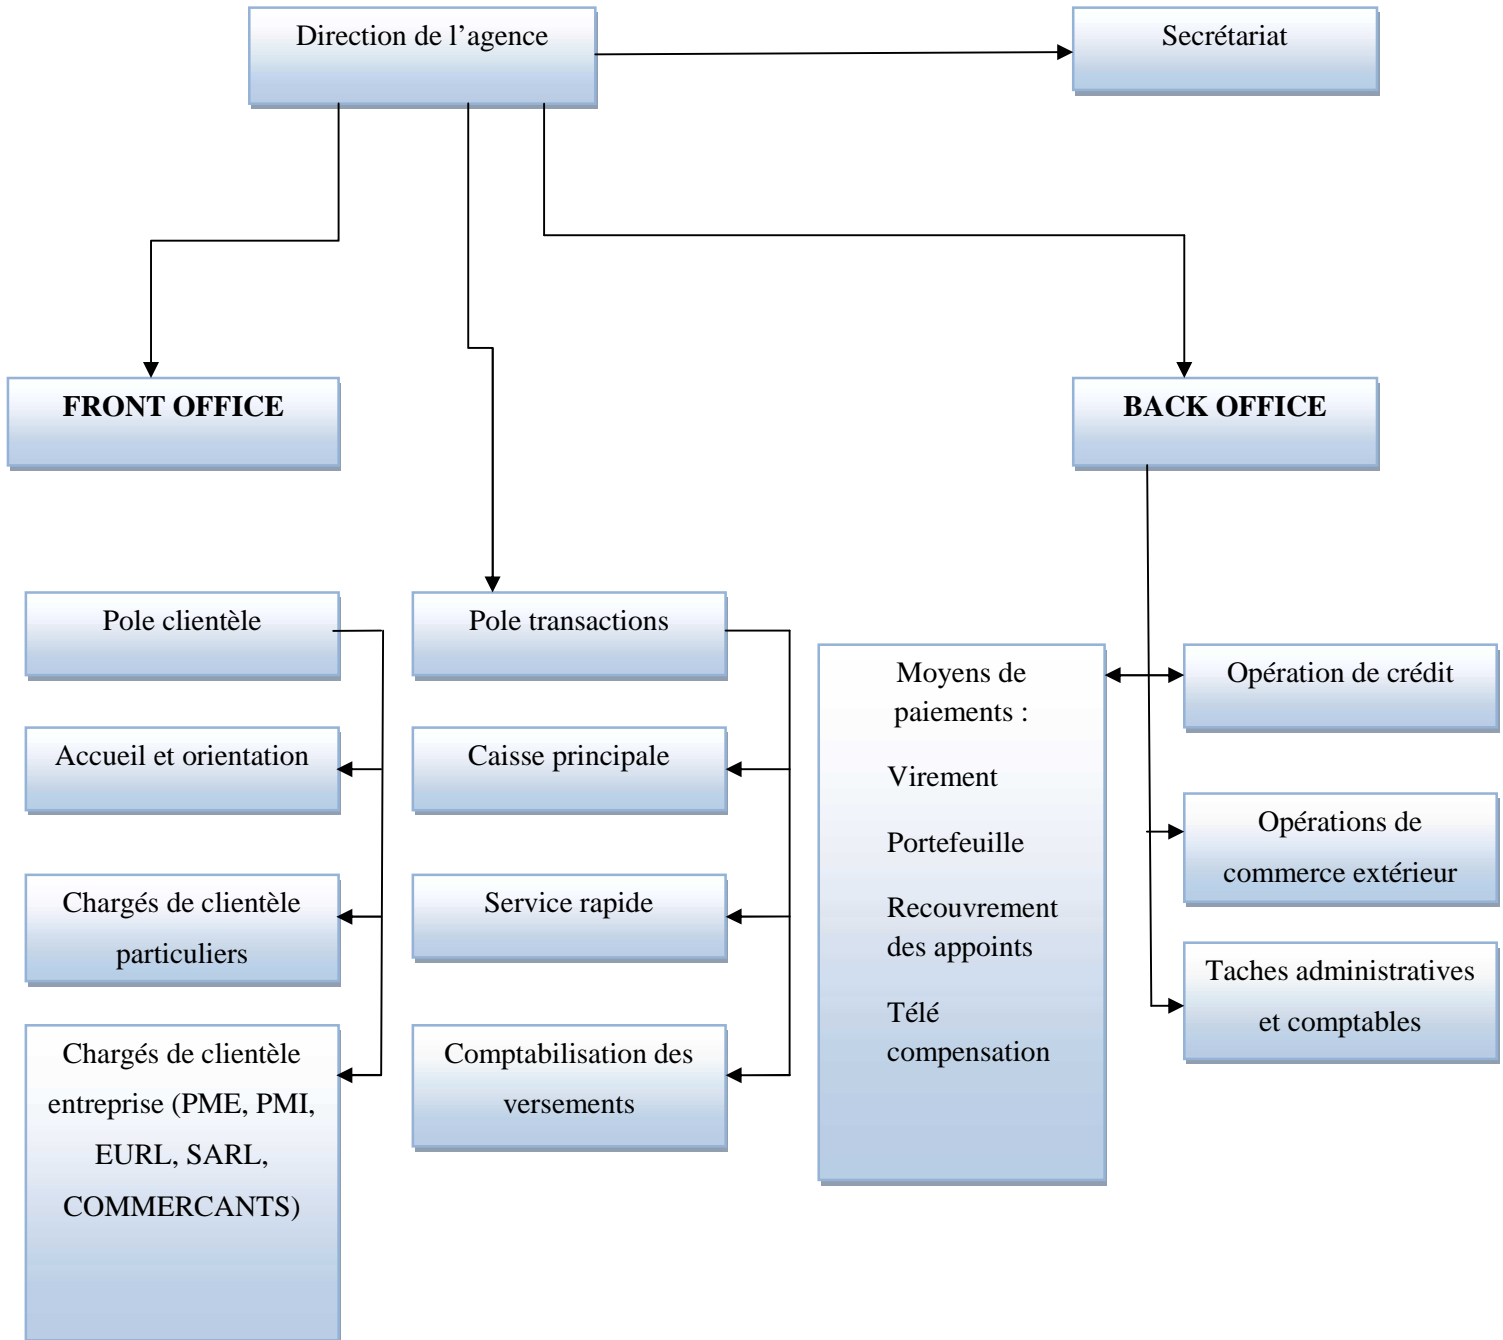 Direction de l’agence
Secrétariat
FRONT OFFICE
BACK OFFICE
Pole clientèle
Accueil et orientation
Chargés de clientèle
particuliers
Chargés de clientèle
entreprise (PME, PMI,
EURL, SARL,
COMMERCANTS)
Pole transactions
Caisse principale
Service rapide
Comptabilisation des
versements
Moyens de
paiements :
Virement
Portefeuille
Recouvrement
des appoints
Télé
compensation
Opération de crédit
Opérations de
commerce extérieur
Taches administratives
et comptables